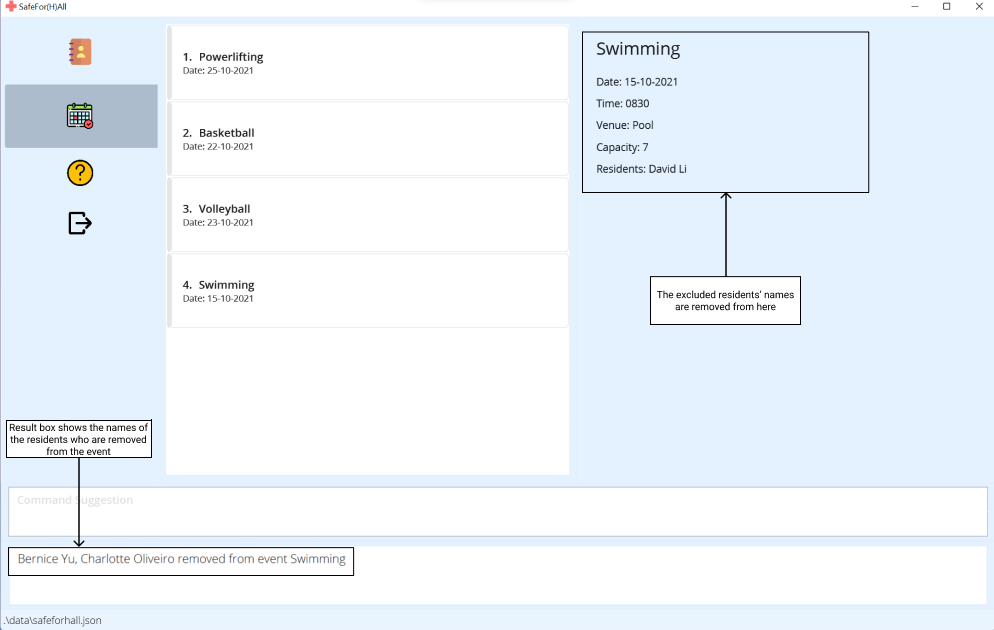 SafeFor(H)All
1. Powerlifting
Date: 25-10-2021
2. Basketball
Date: 22-10-2021
3. Volleyball
Date: 23-10-2021
4. Swimming
Date: 15-10-2021
Swimming
Date: 15-10-2021
Time: 0830
Venue: Pool
Capacity: 7
Residents: David Li
The excluded residents' names
are removed from here
Result box shows the names of
the residents who are removed
from the event
Command Suggestion
Bernice Yu, Charlotte Oliveiro removed from event Swimming
.\data\safeforhall.json